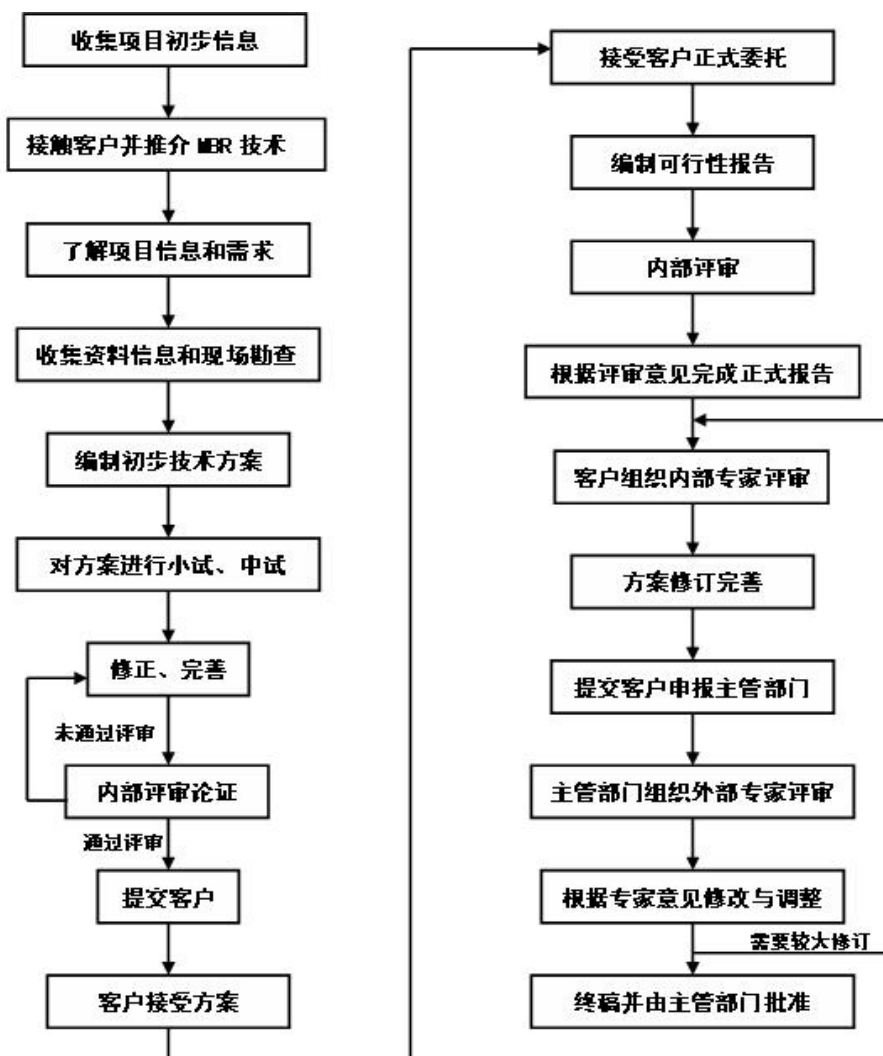 收集项目初步信息
接触客户并推介 MBR 技术
了解项目信息和需求
收集资料信息和现场勘查
编制初步技术方案
对方案进行小试、中试
修正、完善
未通过评审
内部评审论证
通过评审
提交客户
客户接受方案
接受客户正式委托
编制可行性报告
内部评审
根据评审意见完成正式报告
客户组织内部专家评审
方案修订完善
提交客户申报主管部门
主管部门组织外部专家评审
根据专家意见修改与调整
需要较大修订
终稿并由主管部门批准